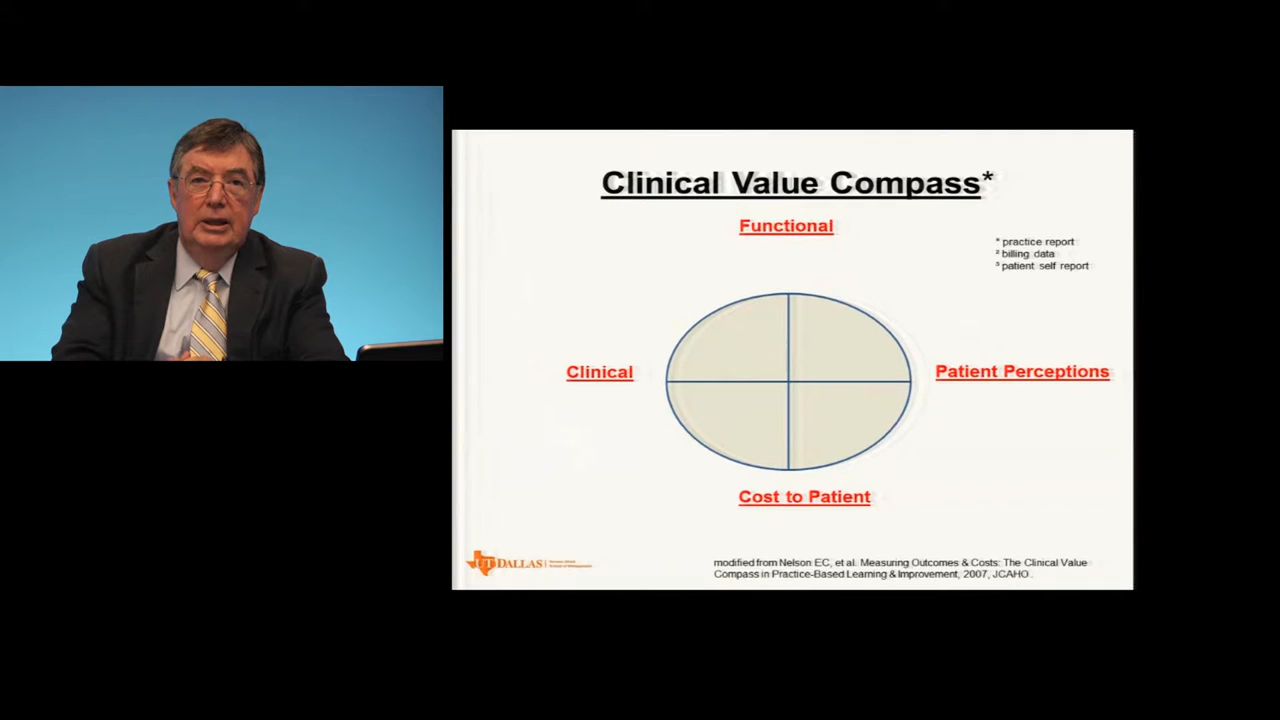 Clinical Value Compass*
Functional
* practice report
² billing data
³ patient self report
Clinical
Patient Perceptions
Cost to Patient
UT DALLAS
modified from Nelson EC, et al. Measuring Outcomes & Costs: The Clinical Value
Compass in Practice-Based Learning & Improvement, 2007, JCAHO.